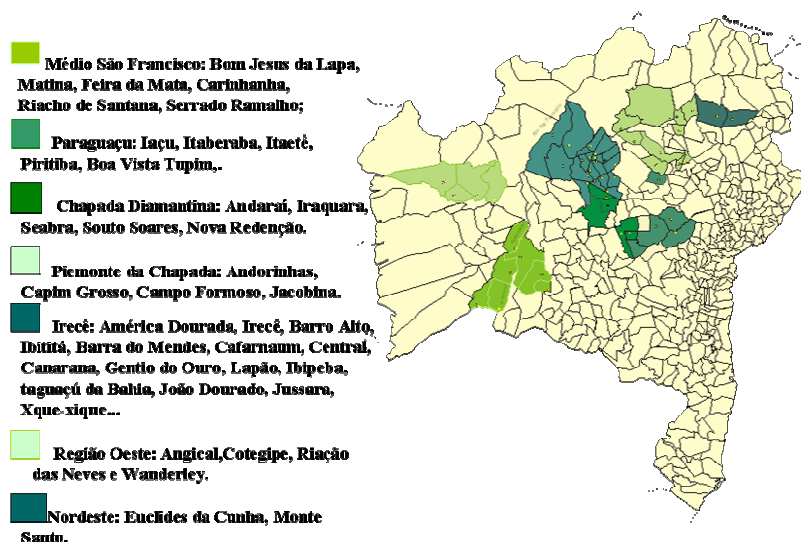 Médio São Francisco: Bom Jesus da Lapa,
Matina, Feira da Mata, Carinhanha,
Riacho de Santana, Serrado Ramalho;
Paraguaçu: Iaçu, Itaberaba, Itaetê,
Piritiba, Boa Vista Tupim,.
Chapada Diamantina: Andaraí, Iraquara,
Seabra, Souto Soares, Nova Redenção.
Piemonte da Chapada: Andorinhas,
Capim Grosso, Campo Formoso, Jacobina.
Irecê: América Dourada, Irecê, Barro Alto,
Ibititá, Barra do Mendes, Cafarnaum, Central,
Canarana, Gentio do Ouro, Lapão, Ibipeba,
taguaçú da Bahia, João Dourado, Jussara,
Xque-xique...
Região Oeste: Angical,Cotegipe, Riação
das Neves e Wanderley.
Nordeste: Euclides da Cunha, Monte
Santo.